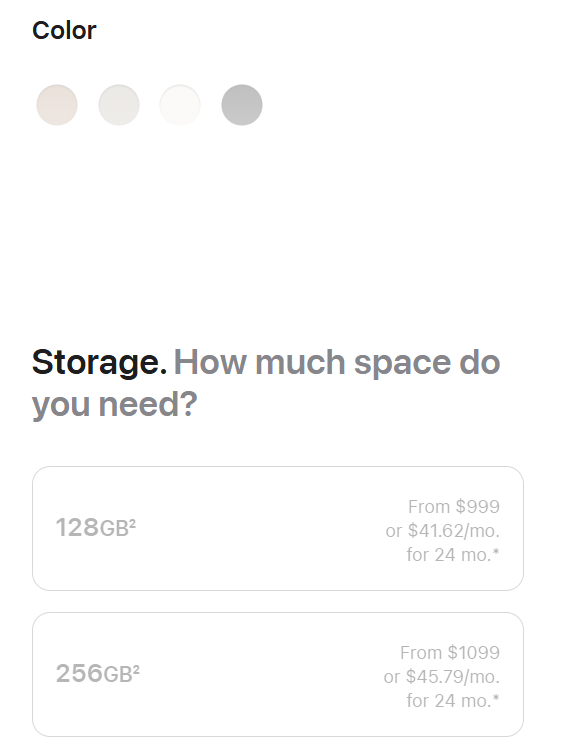 Color
Storage. How much space do
you need?
128GB²
From $999
or $41.62/mo.
for 24 mo.*
256GB²
From $1099
or $45.79/mo.
for 24 mo.*